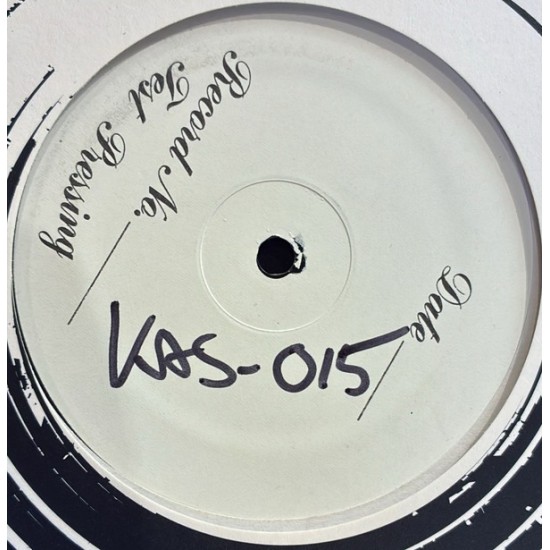 Test Pressing
Record No.
Date
KAS-015